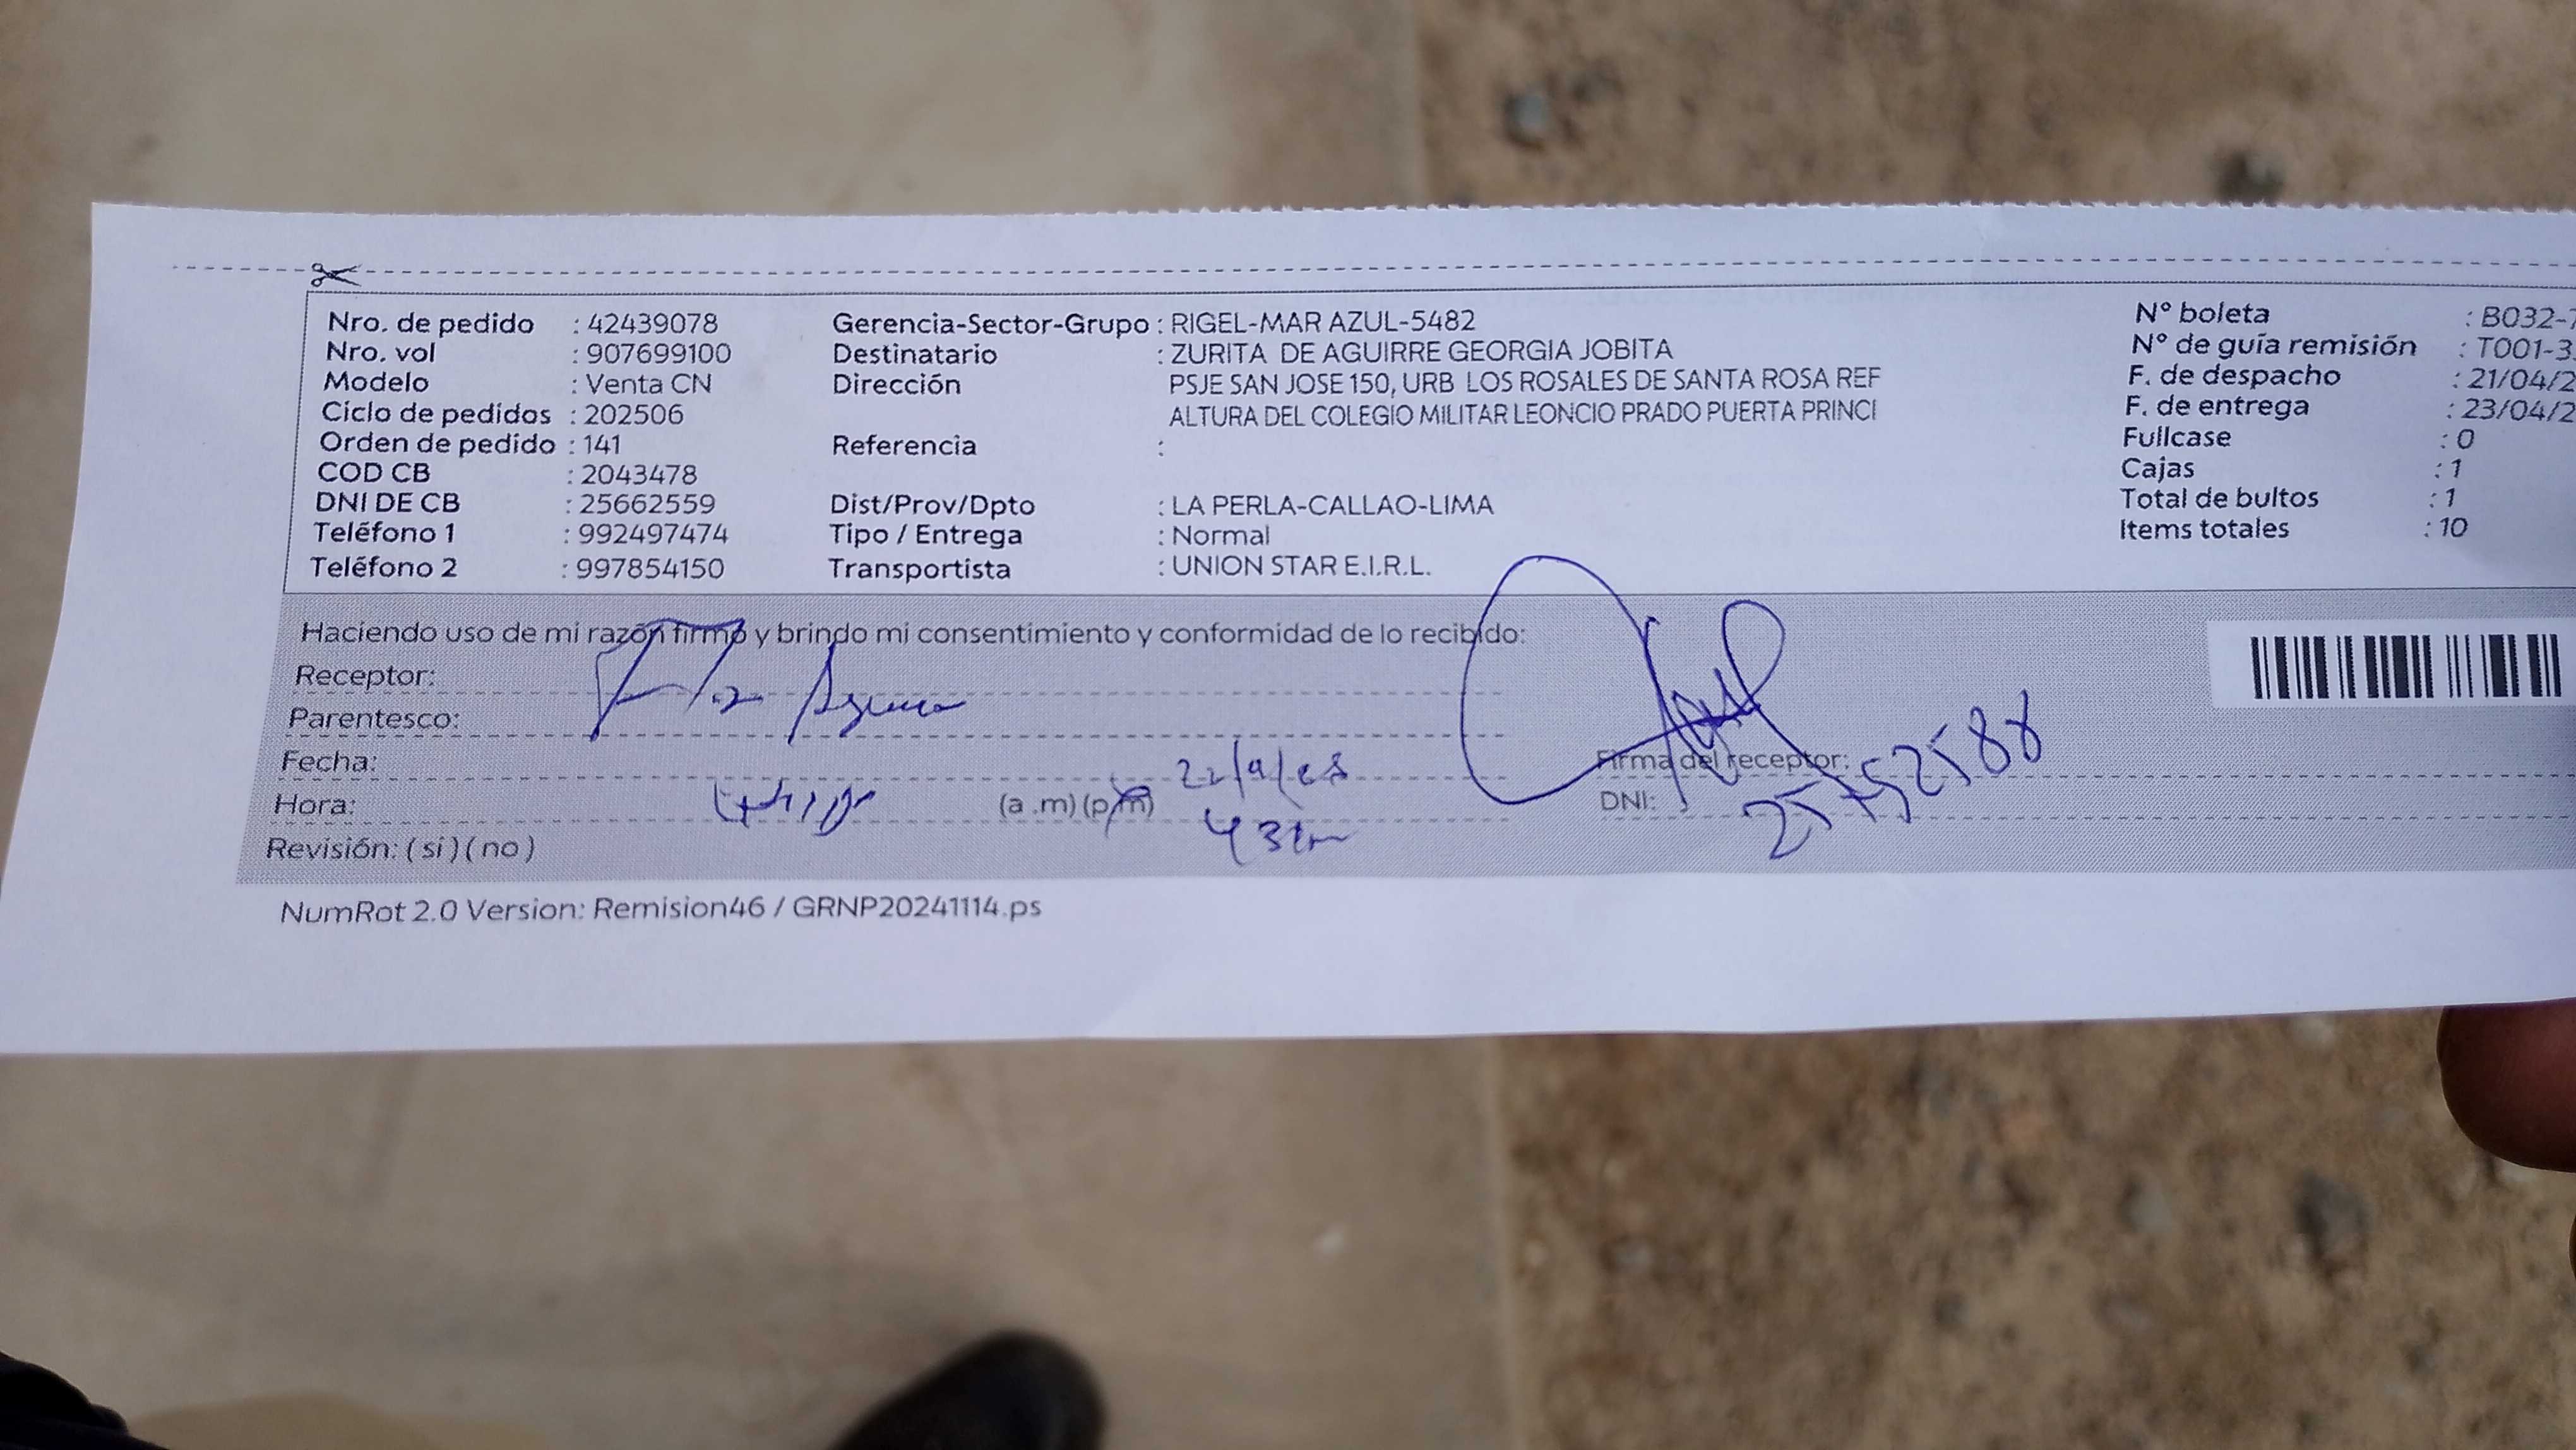 Nro. de pedido : 42439078
Nro. vol : 907699100
Modelo : Venta CN
Ciclo de pedidos : 202506
Orden de pedido : 141
COD CB : 2043478
DNI DE CB : 25662559
Teléfono 1 : 992497474
Teléfono 2 : 997854150
Gerencia-Sector-Grupo : RIGEL-MAR AZUL-5482
Destinatario : ZURITA DE AGUIRRE GEORGIA JOBITA
Dirección PSJE SAN JOSE 150, URB LOS ROSALES DE SANTA ROSA REF
ALTURA DEL COLEGIO MILITAR LEONCIO PRADO PUERTA PRINCI
Referencia :
Dist/Prov/Dpto : LA PERLA-CALLAO-LIMA
Tipo / Entrega : Normal
Transportista : UNION STAR E.I.R.L.
N° boleta : B032-
N° de guía remisión : T001-3
F. de despacho : 21/04/2
F. de entrega : 23/04/2
Fullcase : 0
Cajas : 1
Total de bultos : 1
Items totales : 10
Haciendo uso de mi razón firmo y brindo mi consentimiento y conformidad de lo recibido:
Receptor:
Parentesco:
Fecha:
Hora: (a .m) (p.m)
Revisión: ( si ) ( no )
Firma del receptor:
DNI:
NumRot 2.0 Version: Remision46 / GRNP20241114.ps